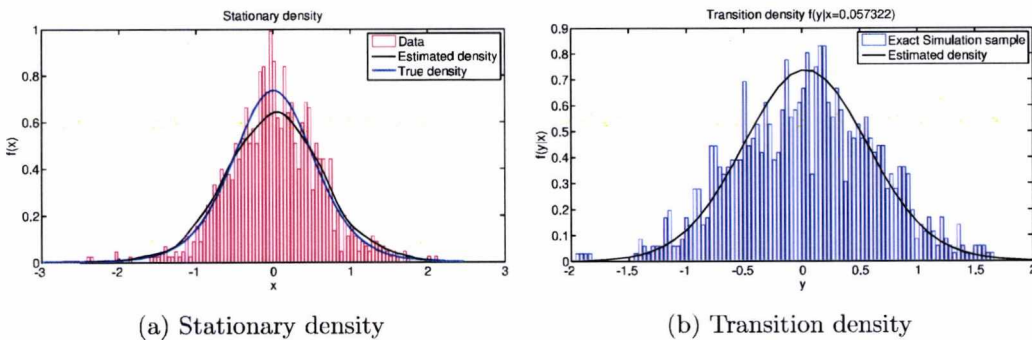 Stationary density
Data
Estimated density
True density
1
0.8
0.6
0.4
0.2
0
f(x)
-3
-2
-1
0
1
2
3
x
(a) Stationary density
Transition density f(y|x=0.057322)
Exact Simulation sample
Estimated density
0.9
0.8
0.7
0.6
0.5
0.4
0.3
0.2
0.1
0
f(y|x)
-2
-1.5
-1
-0.5
0
0.5
1
1.5
2
y
(b) Transition density